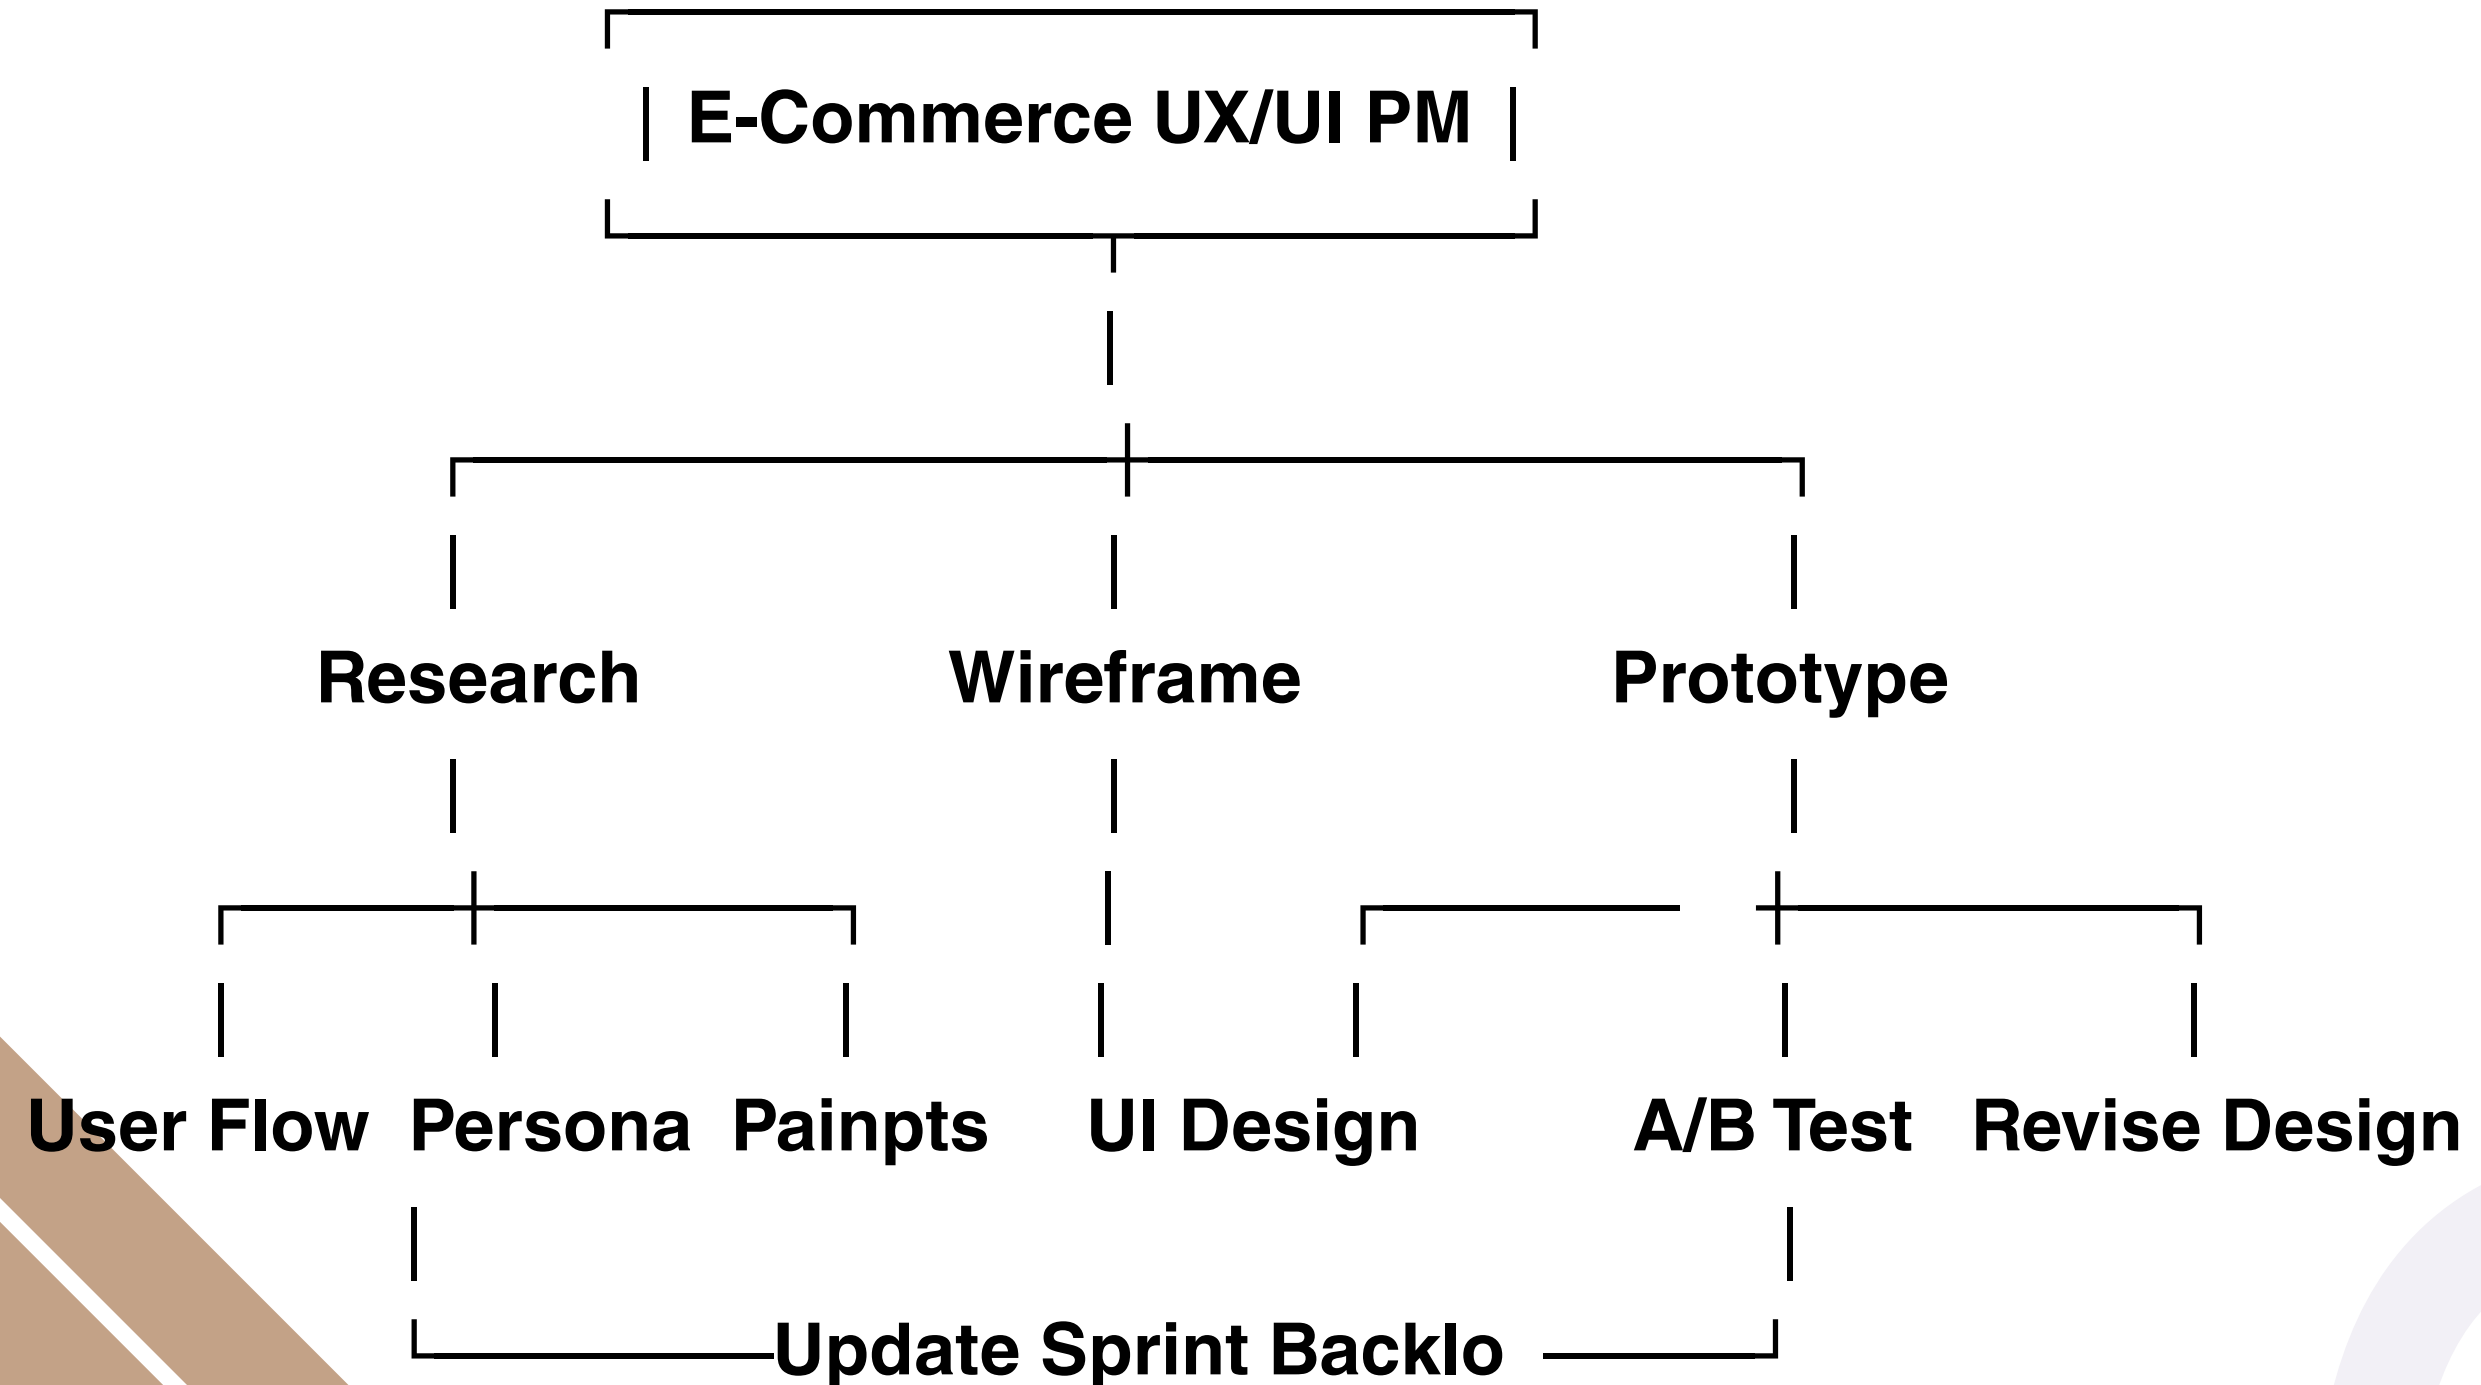 E-Commerce UX/UI PM
Research Wireframe Prototype
User Flow Persona Painpts UI Design A/B Test Revise Design
Update Sprint Backlo